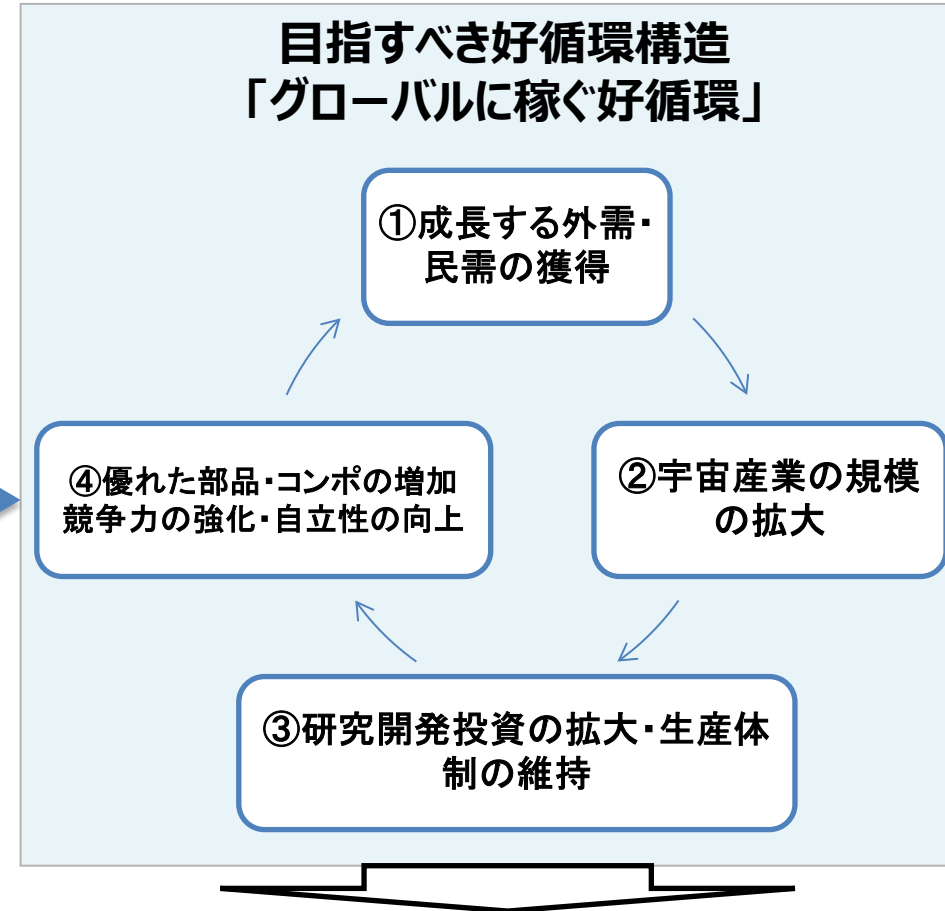 目指すべき好循環構造
「グローバルに稼ぐ好循環」
①成長する外需・
民需の獲得
②宇宙産業の規模
の拡大
③研究開発投資の拡大・生産体
制の維持
④優れた部品・コンポの増加
競争力の強化・自立性の向上